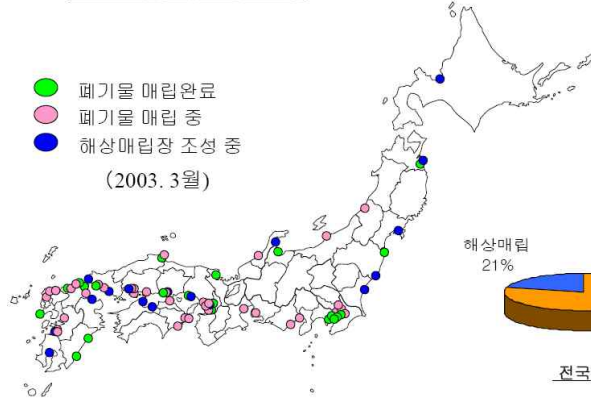 폐기물 매립완료
폐기물 매립 중
해상매립장 조성 중
(2003. 3월)
해상매립
21%
전국